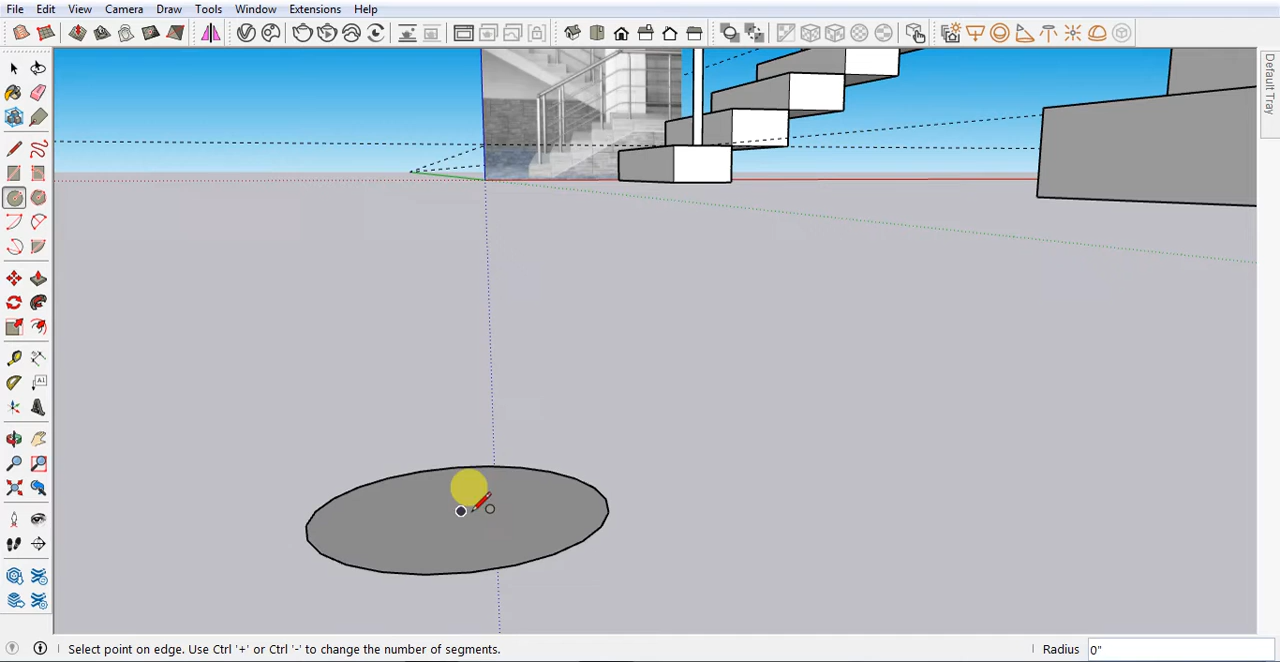 File Edit View Camera Draw Tools Window Extensions Help
Default Tray
Select point on edge. Use Ctrl '+' or Ctrl '-' to change the number of segments.
Radius 0"